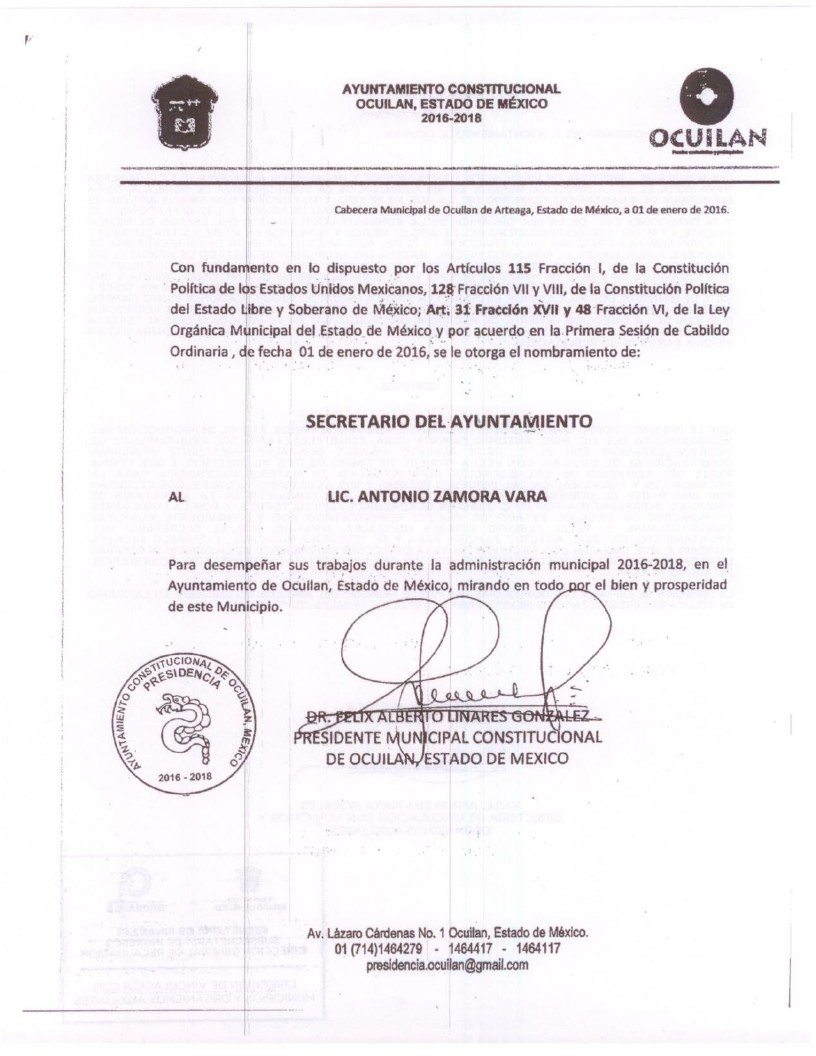 AYUNTAMIENTO CONSTITUCIONAL
OCUILAN, ESTADO DE MÉXICO
2016-2018
OCUILAN
Cabecera Municipal de Ocuilan de Arteaga, Estado de México, a 01 de enero de 2016.
Con fundamento en lo dispuesto por los Artículos 115 Fracción I, de la Constitución
Política de los Estados Unidos Mexicanos, 128 Fracción VII y VIII, de la Constitución Política
del Estado Libre y Soberano de México; Art. 31 Fracción XVII y 48 Fracción VI, de la Ley
Orgánica Municipal del Estado de México y por acuerdo en la Primera Sesión de Cabildo
Ordinaria , de fecha 01 de enero de 2016, se le otorga el nombramiento de:
SECRETARIO DEL AYUNTAMIENTO
AL LIC. ANTONIO ZAMORA VARA
Para desempeñar sus trabajos durante la administración municipal 2016-2018, en el
Ayuntamiento de Ocuilan, Estado de México, mirando en todo por el bien y prosperidad
de este Municipio.
AYUNTAMIENTO CONSTITUCIONAL DE OCUILAN, MEXICO
PRESIDENCIA
2016 - 2018
DR. FELIX ALBERTO LINARES GONZALEZ
PRESIDENTE MUNICIPAL CONSTITUCIONAL
DE OCUILAN, ESTADO DE MEXICO
Av. Lázaro Cárdenas No. 1 Ocuilan, Estado de México.
01 (714)1464279 - 1464417 - 1464117
presidencia.ocuilan@gmail.com